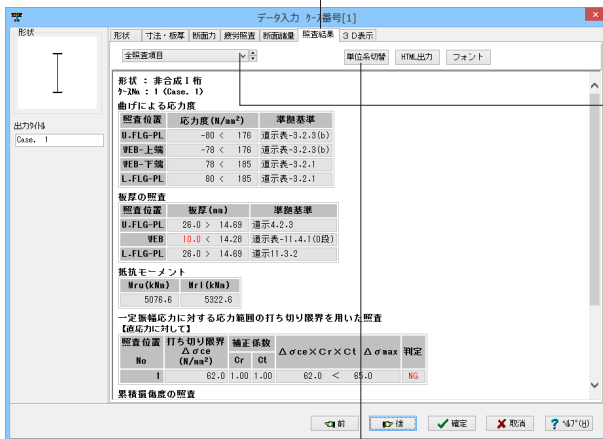 データ入力 ケース番号[1]
形状
出力タイトル
Case. 1
形状 寸法・板厚 断面力 疲労照査 断面諸量 照査結果 3D表示
全照査項目 単位系切替 HTML出力 フォント
形状 : 非合成I桁
ケースNo : 1 (Case. 1)
曲げによる応力度
照査位置 応力度(N/mm²) 準拠基準
U.FLG-PL -80 < 176 道示表-3.2.3(b)
WEB-上端 -78 < 176 道示表-3.2.3(b)
WEB-下端 78 < 185 道示表-3.2.1
L.FLG-PL 80 < 185 道示表-3.2.1
板厚の照査
照査位置 板厚(mm) 準拠基準
U.FLG-PL 26.0 > 14.69 道示4.2.3
WEB 10.0 < 14.28 道示表-11.4.1(0段)
L.FLG-PL 26.0 > 14.69 道示11.3.2
抵抗モーメント
Mru(kNm) Mrl(kNm)
5076.6 5322.6
一定振幅応力に対する応力範囲の打ち切り限界を用いた照査
【直応力に対して】
照査位置 打ち切り限界 補正係数
Δσce Δσce×Cr×Ct Δσmax 判定
No (N/mm²) Cr Ct
1 62.0 1.00 1.00 62.0 < 65.0 NG
累積損傷度の照査
前 後 確定 取消 ヘルプ(H)